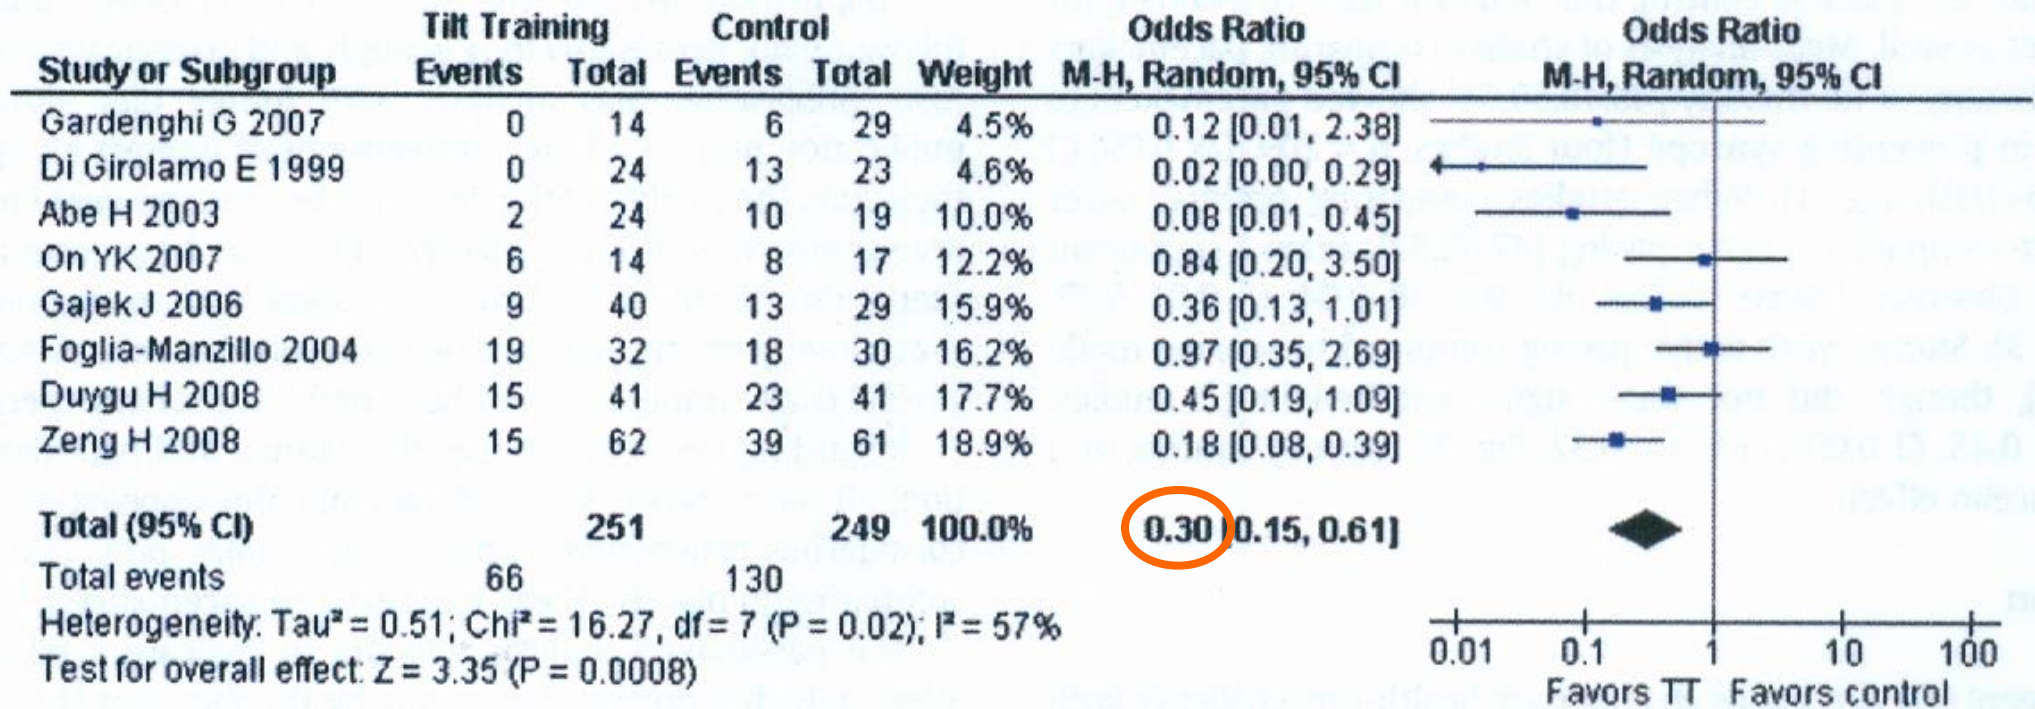 Tilt Training Control Odds Ratio Odds Ratio
Study or Subgroup Events Total Events Total Weight M-H, Random, 95% CI M-H, Random, 95% CI
Gardenghi G 2007 0 14 6 29 4.5% 0.12 [0.01, 2.38]
Di Girolamo E 1999 0 24 13 23 4.6% 0.02 [0.00, 0.29]
Abe H 2003 2 24 10 19 10.0% 0.08 [0.01, 0.45]
On YK 2007 6 14 8 17 12.2% 0.84 [0.20, 3.50]
Gajek J 2006 9 40 13 29 15.9% 0.36 [0.13, 1.01]
Foglia-Manzillo 2004 19 32 18 30 16.2% 0.97 [0.35, 2.69]
Duygu H 2008 15 41 23 41 17.7% 0.45 [0.19, 1.09]
Zeng H 2008 15 62 39 61 18.9% 0.18 [0.08, 0.39]
Total (95% CI) 251 249 100.0% 0.30 [0.15, 0.61]
Total events 66 130
Heterogeneity: Tau² = 0.51; Chi² = 16.27, df = 7 (P = 0.02); I² = 57%
Test for overall effect: Z = 3.35 (P = 0.0008)
0.01 0.1 1 10 100
Favors TT Favors control